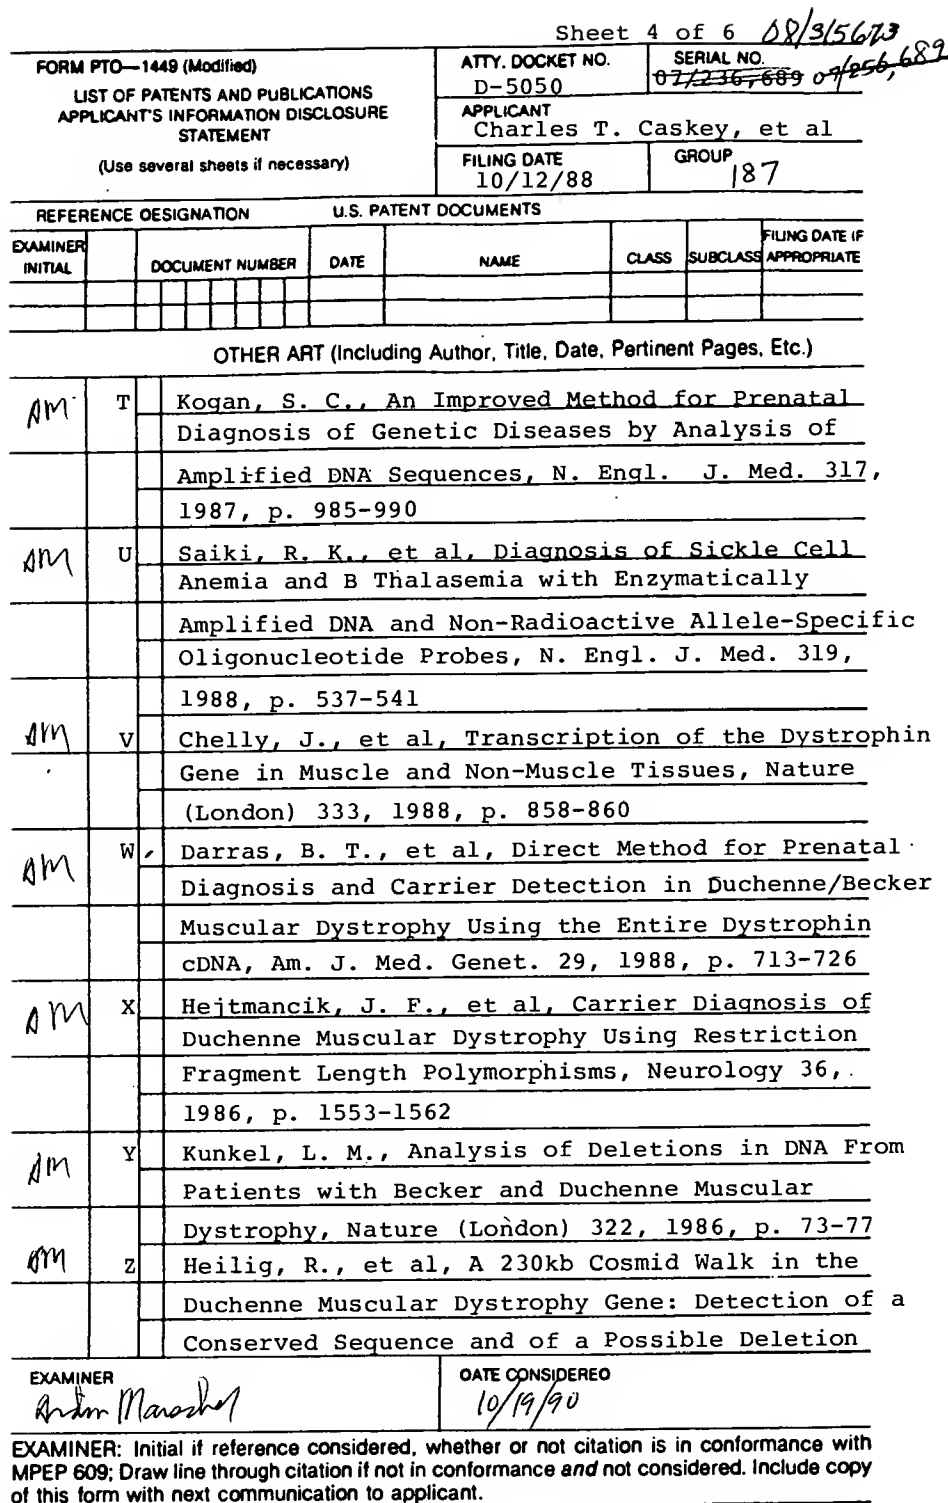 Sheet 4 of 6 08/315673
FORM PTO—1449 (Modified)
LIST OF PATENTS AND PUBLICATIONS
APPLICANT'S INFORMATION DISCLOSURE
STATEMENT
(Use several sheets if necessary)
ATTY. DOCKET NO.
D-5050
SERIAL NO.
07/236,689 07/256,689
APPLICANT
Charles T. Caskey, et al
FILING DATE
10/12/88
GROUP
187
REFERENCE DESIGNATION U.S. PATENT DOCUMENTS
EXAMINER INITIAL DOCUMENT NUMBER DATE NAME CLASS SUBCLASS FILING DATE IF APPROPRIATE
OTHER ART (Including Author, Title, Date, Pertinent Pages, Etc.)
AM T Kogan, S. C., An Improved Method for Prenatal
Diagnosis of Genetic Diseases by Analysis of
Amplified DNA Sequences, N. Engl. J. Med. 317,
1987, p. 985-990
AM U Saiki, R. K., et al, Diagnosis of Sickle Cell
Anemia and B Thalasemia with Enzymatically
Amplified DNA and Non-Radioactive Allele-Specific
Oligonucleotide Probes, N. Engl. J. Med. 319,
1988, p. 537-541
AM V Chelly, J., et al, Transcription of the Dystrophin
Gene in Muscle and Non-Muscle Tissues, Nature
(London) 333, 1988, p. 858-860
AM W Darras, B. T., et al, Direct Method for Prenatal
Diagnosis and Carrier Detection in Duchenne/Becker
Muscular Dystrophy Using the Entire Dystrophin
cDNA, Am. J. Med. Genet. 29, 1988, p. 713-726
AM X Hejtmancik, J. F., et al, Carrier Diagnosis of
Duchenne Muscular Dystrophy Using Restriction
Fragment Length Polymorphisms, Neurology 36,
1986, p. 1553-1562
AM Y Kunkel, L. M., Analysis of Deletions in DNA From
Patients with Becker and Duchenne Muscular
Dystrophy, Nature (London) 322, 1986, p. 73-77
AM Z Heilig, R., et al, A 230kb Cosmid Walk in the
Duchenne Muscular Dystrophy Gene: Detection of a
Conserved Sequence and of a Possible Deletion
EXAMINER
DATE CONSIDERED
10/19/90
EXAMINER: Initial if reference considered, whether or not citation is in conformance with
MPEP 609; Draw line through citation if not in conformance and not considered. Include copy
of this form with next communication to applicant.